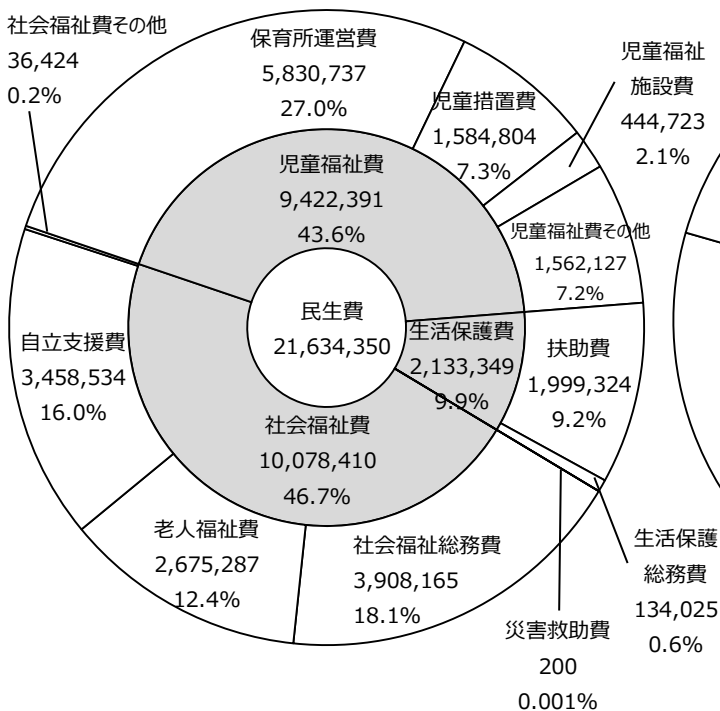 社会福祉費その他
36,424
0.2%
保育所運営費
5,830,737
27.0%
児童措置費
1,584,804
7.3%
児童福祉
施設費
444,723
2.1%
児童福祉費
9,422,391
43.6%
児童福祉費その他
1,562,127
7.2%
民生費
21,634,350
生活保護費
2,133,349
9.9%
扶助費
1,999,324
9.2%
自立支援費
3,458,534
16.0%
社会福祉費
10,078,410
46.7%
老人福祉費
2,675,287
12.4%
社会福祉総務費
3,908,165
18.1%
生活保護
総務費
134,025
0.6%
災害救助費
200
0.001%